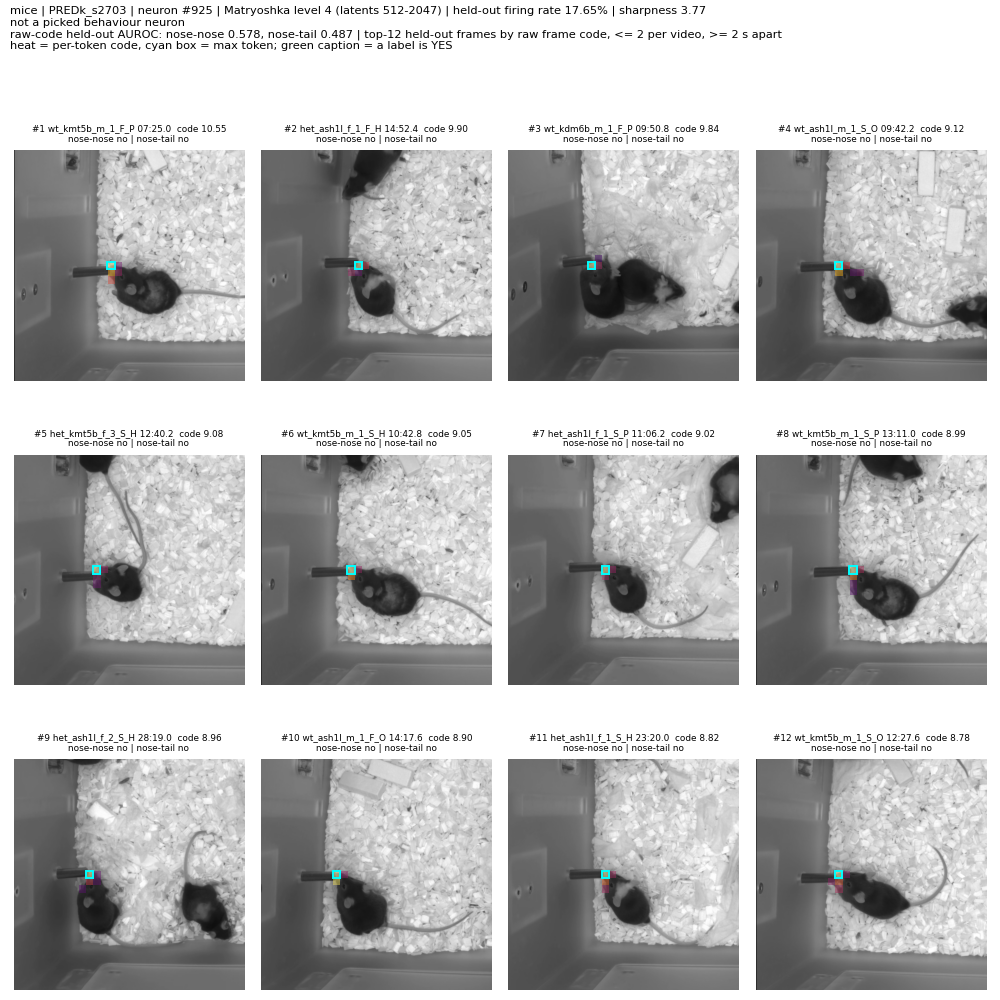 mice | PREDk_s2703 | neuron #925 | Matryoshka level 4 (latents 512-2047) | held-out firing rate 17.65% | sharpness 3.77
not a picked behaviour neuron
raw-code held-out AUROC: nose-nose 0.578, nose-tail 0.487 | top-12 held-out frames by raw frame code, <= 2 per video, >= 2 s apart
heat = per-token code, cyan box = max token; green caption = a label is YES
#1 wt_kmt5b_m_1_F_P 07:25.0 code 10.55
nose-nose no | nose-tail no
#2 het_ash1l_f_1_F_H 14:52.4 code 9.90
nose-nose no | nose-tail no
#3 wt_kdm6b_m_1_F_P 09:50.8 code 9.84
nose-nose no | nose-tail no
#4 wt_ash1l_m_1_S_O 09:42.2 code 9.12
nose-nose no | nose-tail no
#5 het_kmt5b_f_3_S_H 12:40.2 code 9.08
nose-nose no | nose-tail no
#6 wt_kmt5b_m_1_S_H 10:42.8 code 9.05
nose-nose no | nose-tail no
#7 het_ash1l_f_1_S_P 11:06.2 code 9.02
nose-nose no | nose-tail no
#8 wt_kmt5b_m_1_S_P 13:11.0 code 8.99
nose-nose no | nose-tail no
#9 het_ash1l_f_2_S_H 28:19.0 code 8.96
nose-nose no | nose-tail no
#10 wt_ash1l_m_1_F_O 14:17.6 code 8.90
nose-nose no | nose-tail no
#11 het_ash1l_f_1_S_H 23:20.0 code 8.82
nose-nose no | nose-tail no
#12 wt_kmt5b_m_1_S_O 12:27.6 code 8.78
nose-nose no | nose-tail no